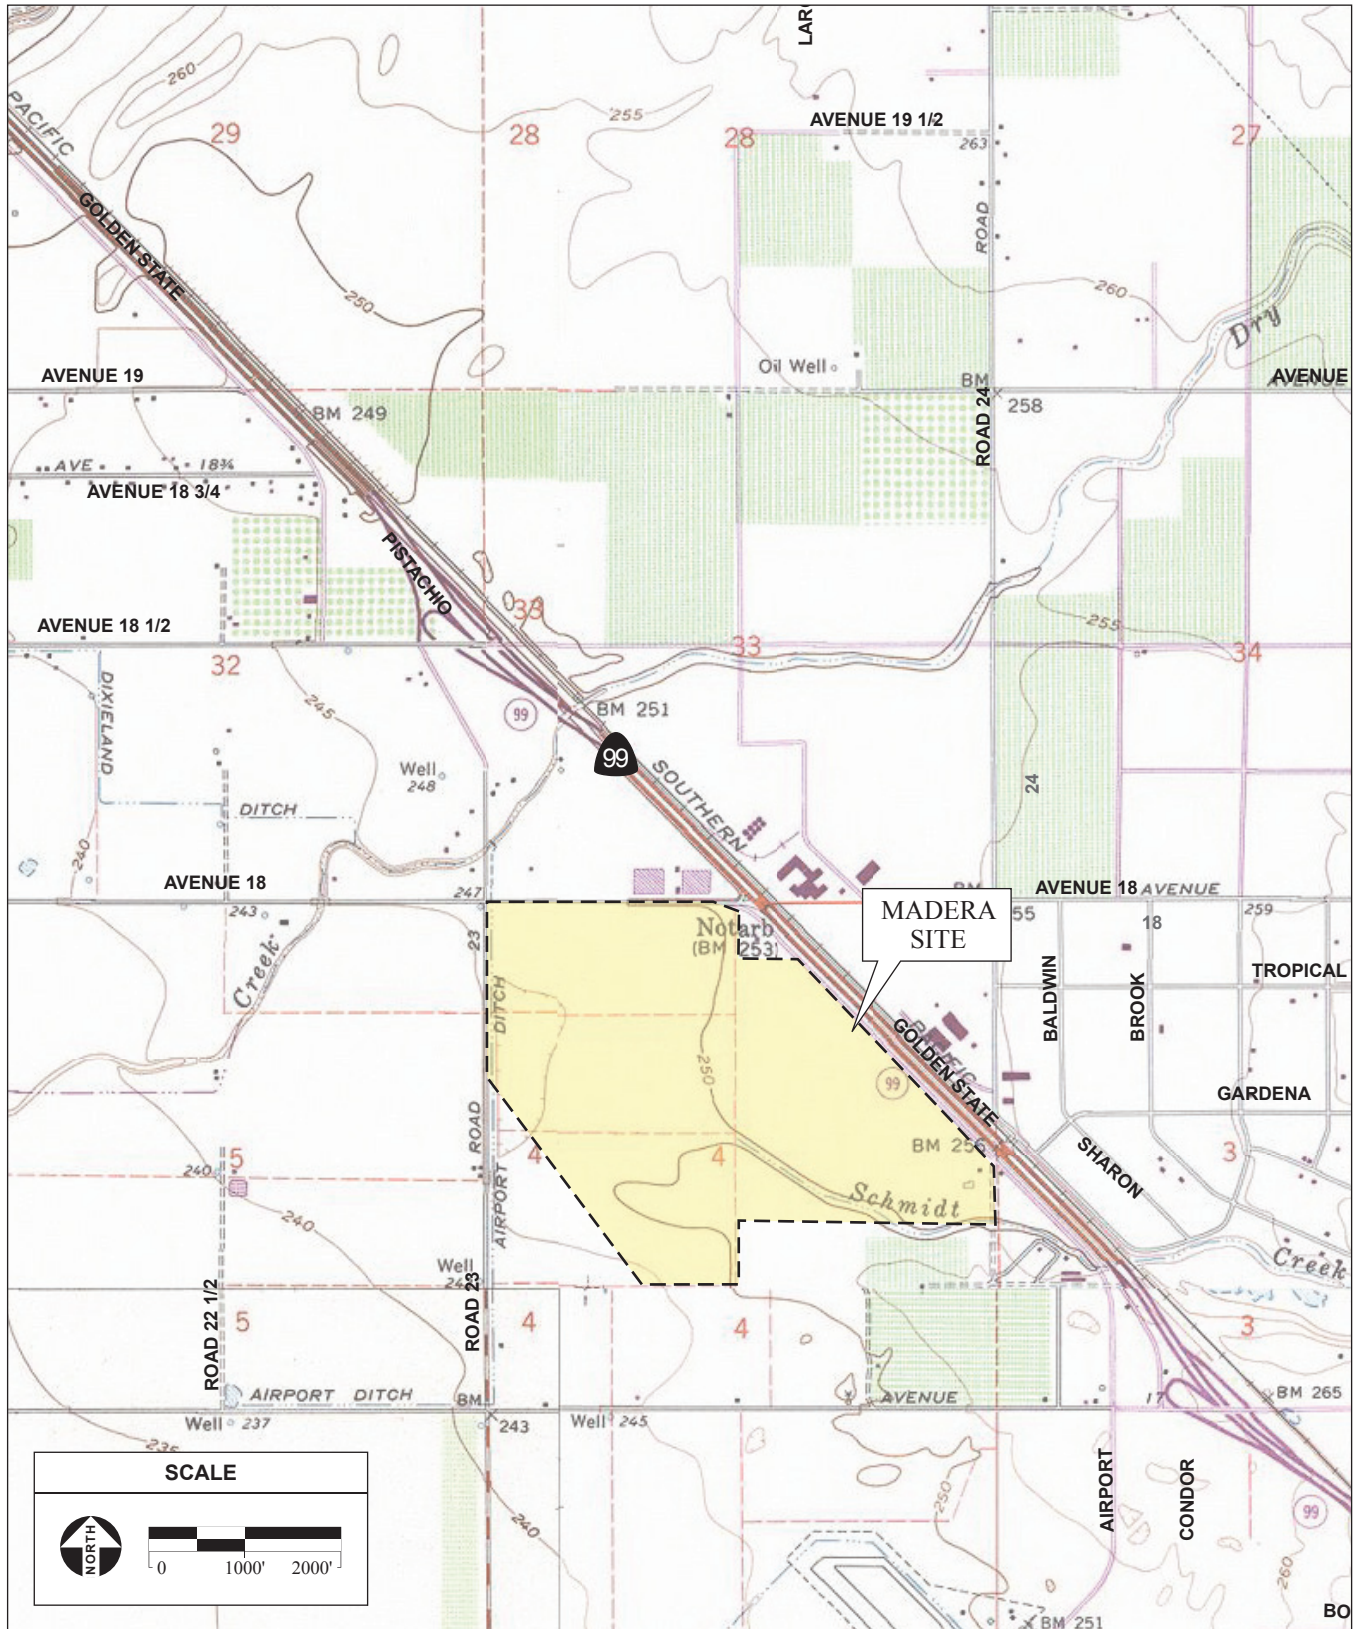 LARG
260
PACIFIC
29
28
255
28
AVENUE 19 1/2
263
27
GOLDEN STATE
ROAD
250
260
Dry
AVENUE 19
Oil Well
BM
258
AVENUE
AVENUE
BM 249
ROAD 24
AVE 18¾
AVENUE 18 3/4
PISTACHIO
33
255
AVENUE 18 1/2
32
33
34
DIXIELAND
245
99
BM 251
99
SOUTHERN
Well
248
24
DITCH
240
AVENUE 18
247
243
BM
AVENUE 18
AVENUE
MADERA
SITE
55
18
259
Notarb
(BM 253)
23
Creek
DITCH
TROPICAL
BALDWIN
BROOK
PACIFIC
GOLDEN STATE
250
99
GARDENA
ROAD
BM 256
SHARON
240
5
4
4
3
AIRPORT
Schmidt
240
Well
Creek
ROAD 22 1/2
ROAD 23
5
4
4
3
AIRPORT DITCH
BM
AVENUE
17
BM 265
Well 237
243
Well 245
235
SCALE
NORTH
0 1000' 2000'
240
250
AIRPORT
CONDOR
99
260
BM 251
BO